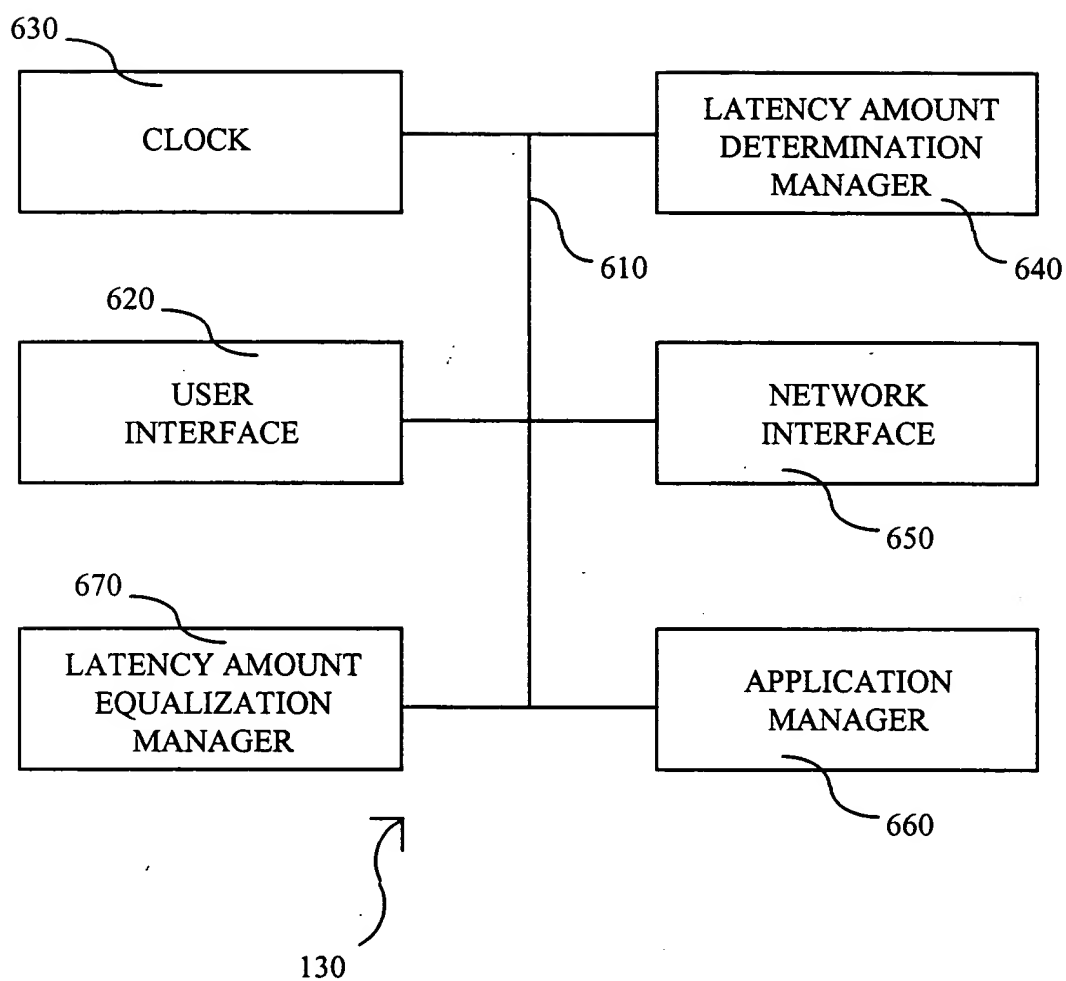 630
CLOCK
LATENCY AMOUNT
DETERMINATION
MANAGER
610
640
620
USER
INTERFACE
NETWORK
INTERFACE
650
670
LATENCY AMOUNT
EQUALIZATION
MANAGER
APPLICATION
MANAGER
660
130